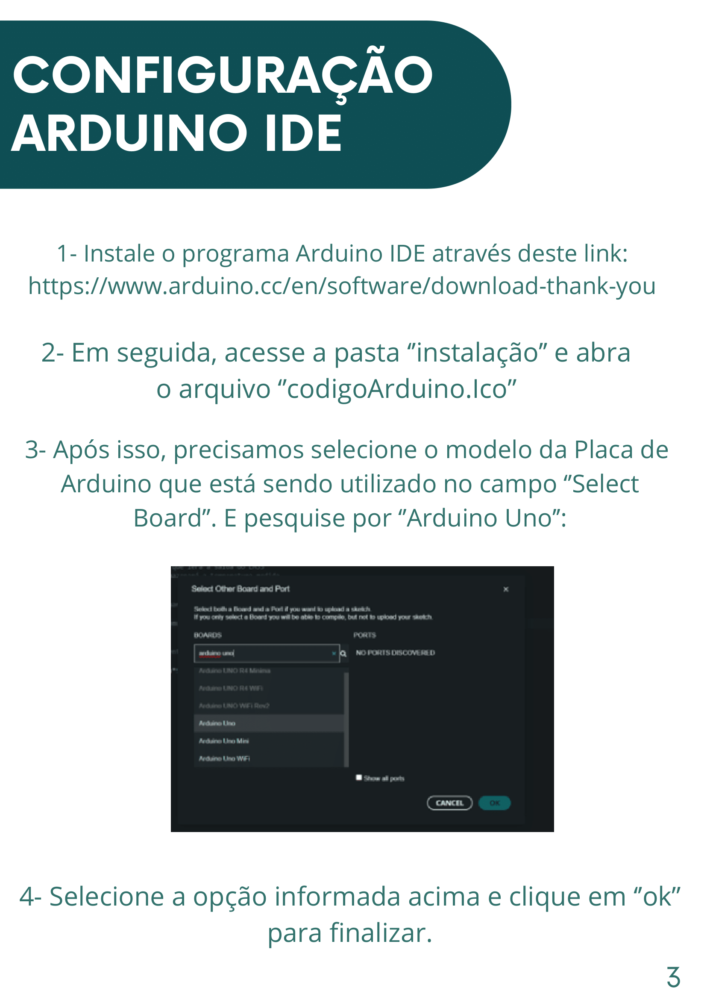 CONFIGURAÇÃO
ARDUINO IDE
1- Instale o programa Arduino IDE através deste link:
https://www.arduino.cc/en/software/download-thank-you
2- Em seguida, acesse a pasta “instalação” e abra
o arquivo “codigoArduino.Ico”
3- Após isso, precisamos selecione o modelo da Placa de
Arduino que está sendo utilizado no campo “Select
Board”. E pesquise por “Arduino Uno”:
Select Other Board and Port
Select both a Board and a Port if you want to upload a sketch.
If you only select a Board you will be able to compile, but not to upload your sketch.
BOARDS
PORTS
arduino uno
NO PORTS DISCOVERED
Arduino UNO R4 Minima
Arduino UNO R4 WiFi
Arduino UNO WiFi Rev2
Arduino Uno
Arduino Uno Mini
Arduino Uno WiFi
Show all ports
CANCEL
OK
4- Selecione a opção informada acima e clique em “ok”
para finalizar.
3